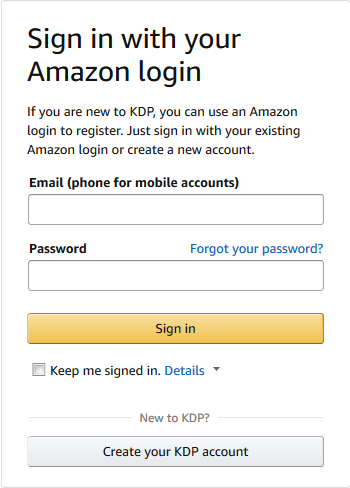 Sign in with your
Amazon login
If you are new to KDP, you can use an Amazon
login to register. Just sign in with your existing
Amazon login or create a new account.
Email (phone for mobile accounts)
Password Forgot your password?
Sign in
Keep me signed in. Details
New to KDP?
Create your KDP account